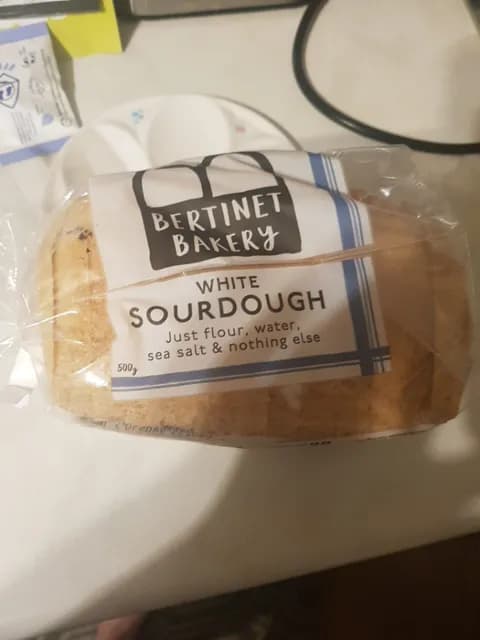 BERTINET
BAKERY
WHITE
SOURDOUGH
Just flour, water,
sea salt & nothing else
500g